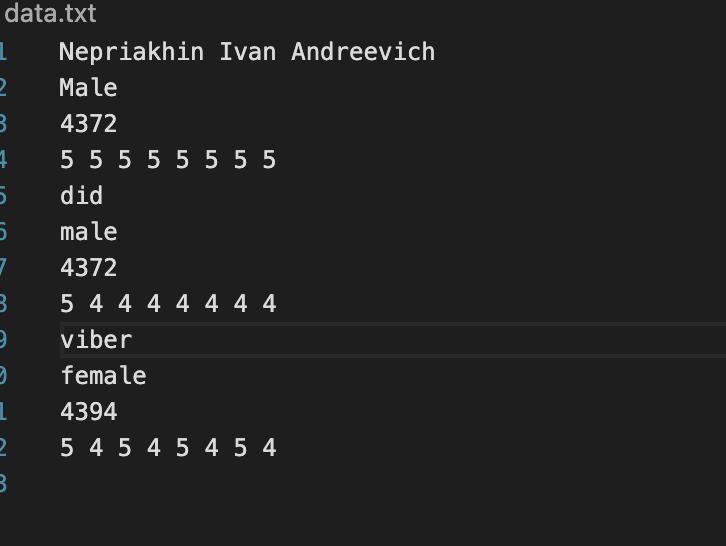 data.txt
1 Nepriakhin Ivan Andreevich
2 Male
3 4372
4 5 5 5 5 5 5 5 5
5 did
6 male
7 4372
8 5 4 4 4 4 4 4 4
9 viber
0 female
1 4394
2 5 4 5 4 5 4 5 4
3